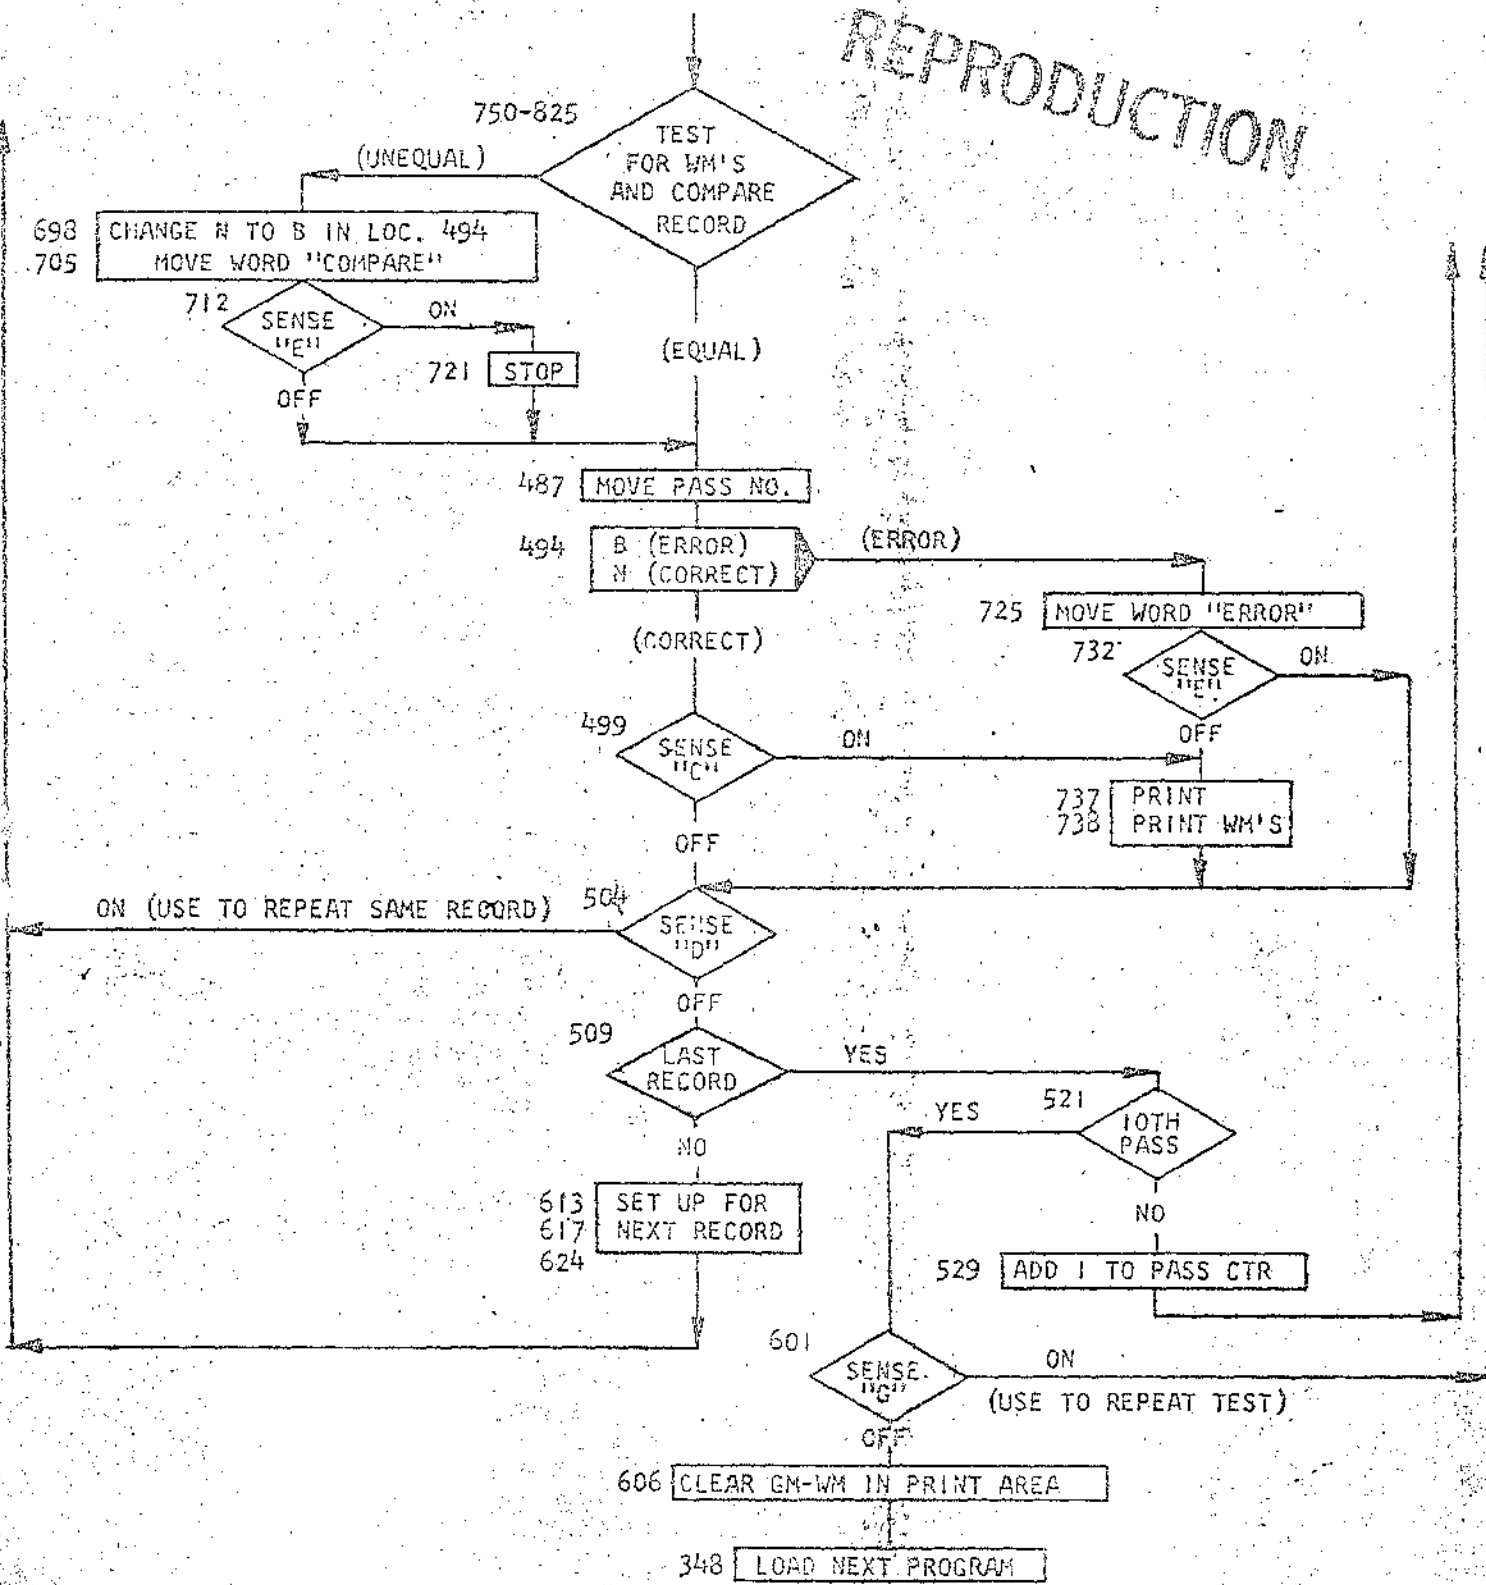 REPRODUCTION
750-825
TEST
FOR WM'S
AND COMPARE
RECORD
(UNEQUAL)
698
705
CHANGE N TO B IN LOC. 494
MOVE WORD "COMPARE"
712
SENSE
"E"
ON
721
STOP
OFF
(EQUAL)
487
MOVE PASS NO.
494
B (ERROR)
N (CORRECT)
(ERROR)
725
MOVE WORD "ERROR"
(CORRECT)
732
SENSE
"E"
ON
OFF
499
SENSE
"C"
ON
737
738
PRINT
PRINT WM'S
OFF
504
SENSE
"D"
ON (USE TO REPEAT SAME RECORD)
OFF
509
LAST
RECORD
YES
521
10TH
PASS
YES
NO
NO
613
617
624
SET UP FOR
NEXT RECORD
529
ADD 1 TO PASS CTR
601
SENSE
"G"
ON
(USE TO REPEAT TEST)
OFF
606
CLEAR GM-WM IN PRINT AREA
348
LOAD NEXT PROGRAM